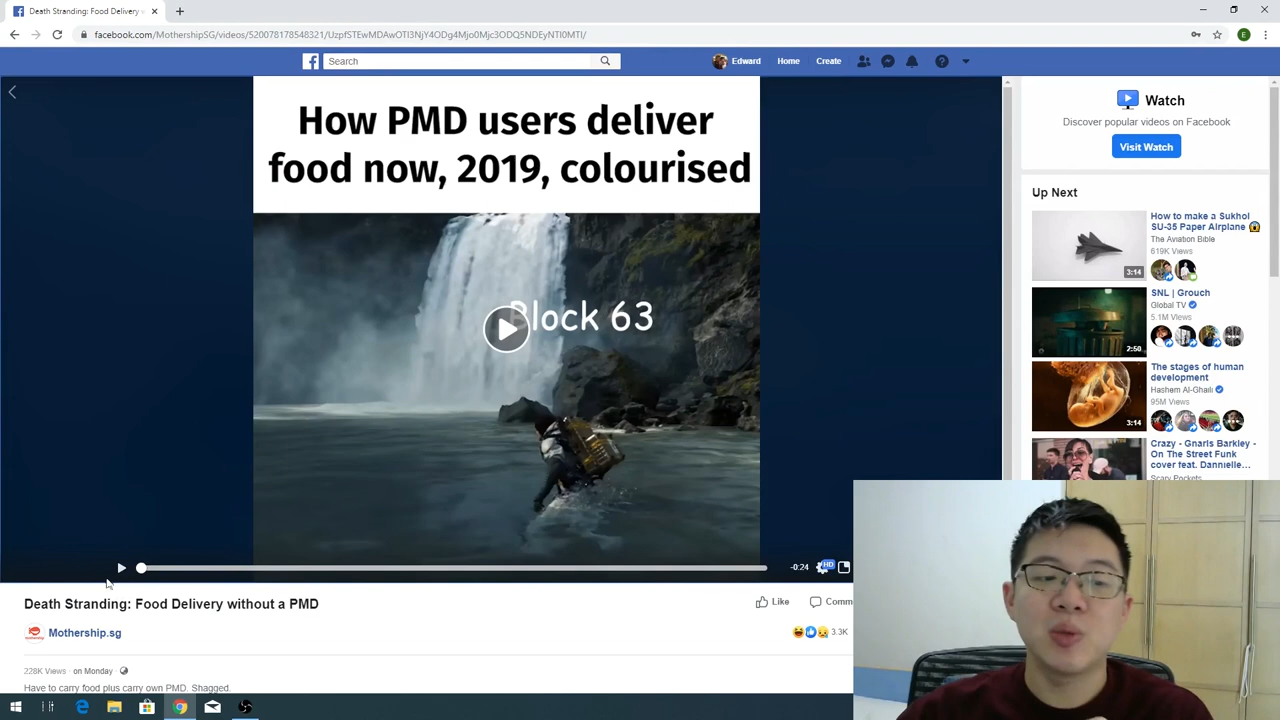 Death Stranding: Food Delivery w
facebook.com/MothershipSG/videos/520078178548321/UzpfSTEwMDAwOTI3NjY4ODg4Mjo0Mjc3ODQ5NDEyNTI0MTI/
E
Search
Edward
Home
Create
How PMD users deliver
food now, 2019, colourised
Block 63
-0:24
HD
Death Stranding: Food Delivery without a PMD
Like
Comm
Mothership.sg
3.3K
228K Views · on Monday ·
Have to carry food plus carry own PMD. Shagged.
Watch
Discover popular videos on Facebook
Visit Watch
Up Next
How to make a Sukhoi
SU-35 Paper Airplane
The Aviation Bible
619K Views
3:14
SNL | Grouch
Global TV
5.1M Views
2:50
The stages of human
development
Hashem Al-Ghaili
95M Views
3:14
Crazy - Gnarls Barkley -
On The Street Funk
cover feat. Dannielle...
Scary Pockets